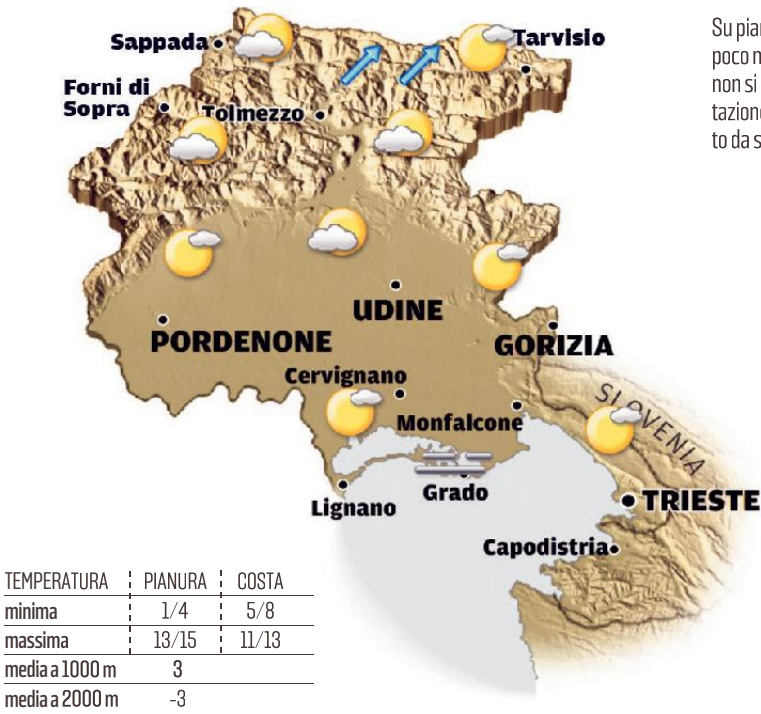 Su pia
poco
non si
tazion
to da s
Sappada
Tarvisio
Forni di
Sopra
Tolmezzo
UDINE
PORDENONE
GORIZIA
Cervignano
Monfalcone
SLOVENIA
Grado
Lignano
TRIESTE
Capodistria
TEMPERATURA PIANURA COSTA
minima 1/4 5/8
massima 13/15 11/13
media a 1000 m 3
media a 2000 m -3